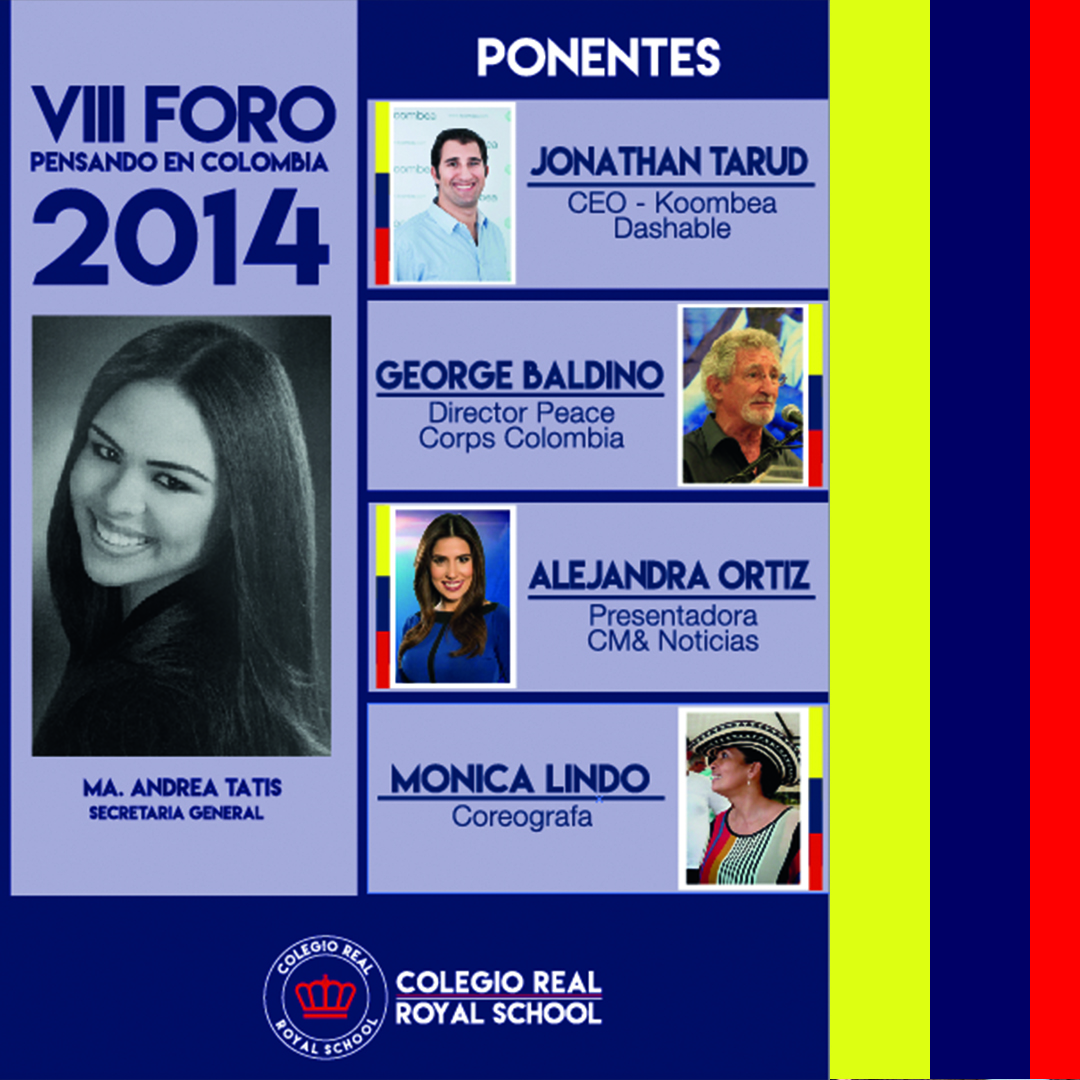 VIII FORO
PENSANDO EN COLOMBIA
2014
MA. ANDREA TATIS
SECRETARIA GENERAL
PONENTES
JONATHAN TARUD
CEO - Koombea
Dashable
GEORGE BALDINO
Director Peace
Corps Colombia
ALEJANDRA ORTIZ
Presentadora
CM& Noticias
MONICA LINDO
Coreografa
COLEGIO REAL
ROYAL SCHOOL
COLEGIO REAL
ROYAL SCHOOL